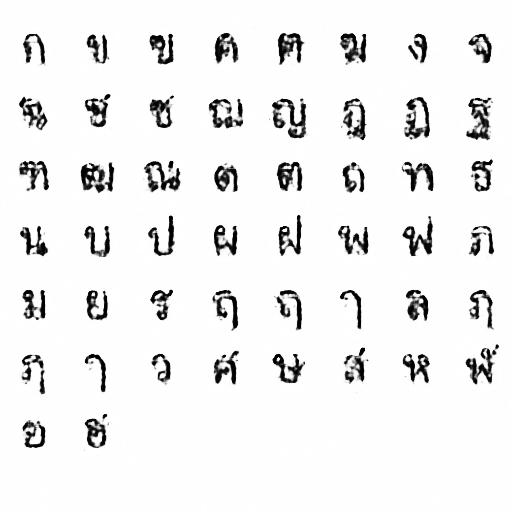 ก ข ฃ ค ฅ ฆ ง จ
ฉ ช ซ ฌ ญ ฎ ฏ ฐ
ฑ ฒ ณ ด ต ถ ท ธ
น บ ป ผ ฝ พ ฟ ภ
ม ย ร ฤ ฤ ๅ ล ฦ
ฦ ๅ ว ศ ษ ส ห ฬ
อ ฮ